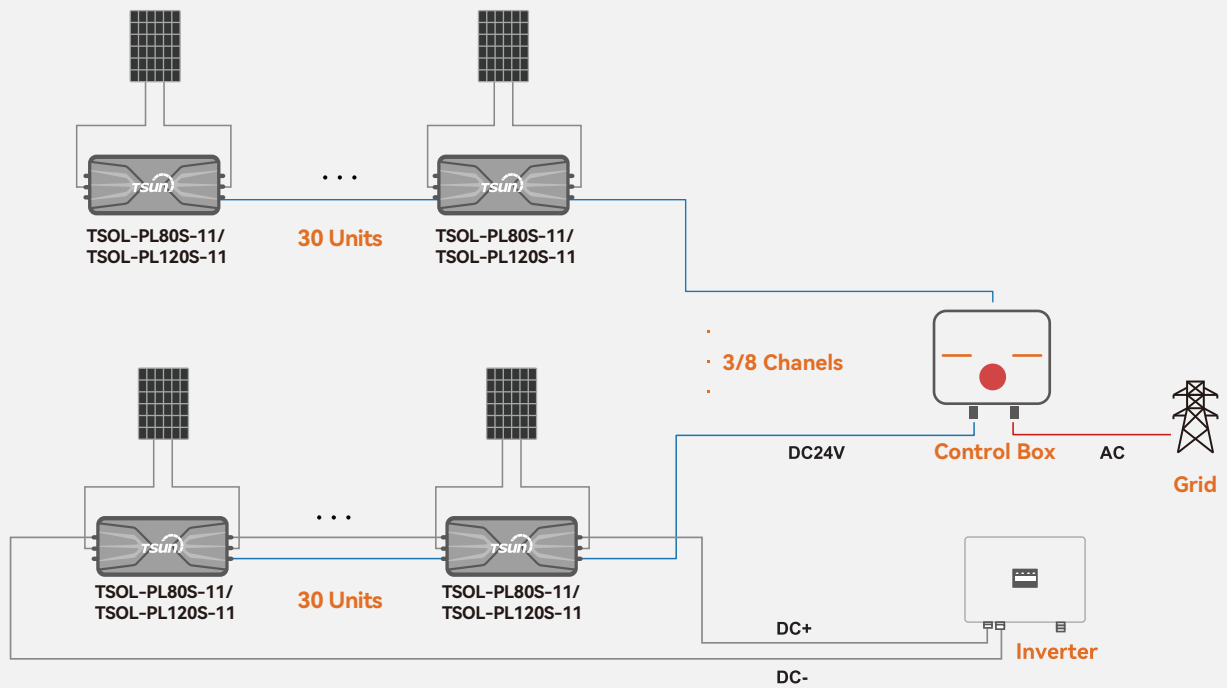 TSUN
TSUN
...
TSOL-PL80S-11/
TSOL-PL120S-11
30 Units
TSOL-PL80S-11/
TSOL-PL120S-11
3/8 Chanels
DC24V
Control Box
AC
Grid
TSUN
TSUN
...
TSOL-PL80S-11/
TSOL-PL120S-11
30 Units
TSOL-PL80S-11/
TSOL-PL120S-11
DC+
Inverter
DC-